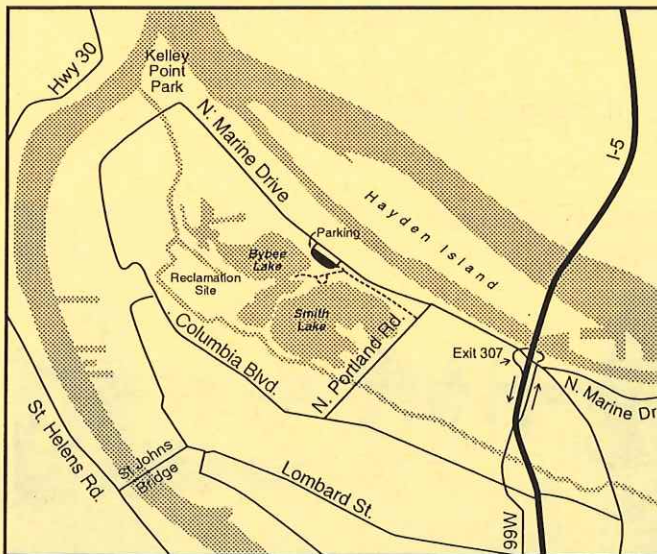 Hwy 30
Kelley
Point
Park
N. Marine Drive
I-5
Hayden Island
Parking
Bybee
Lake
Reclamation
Site
Smith
Lake
Columbia Blvd.
N. Portland Rd.
Exit 307
N. Marine Dr
St. Helens Rd.
St. Johns
Bridge
Lombard St.
99W